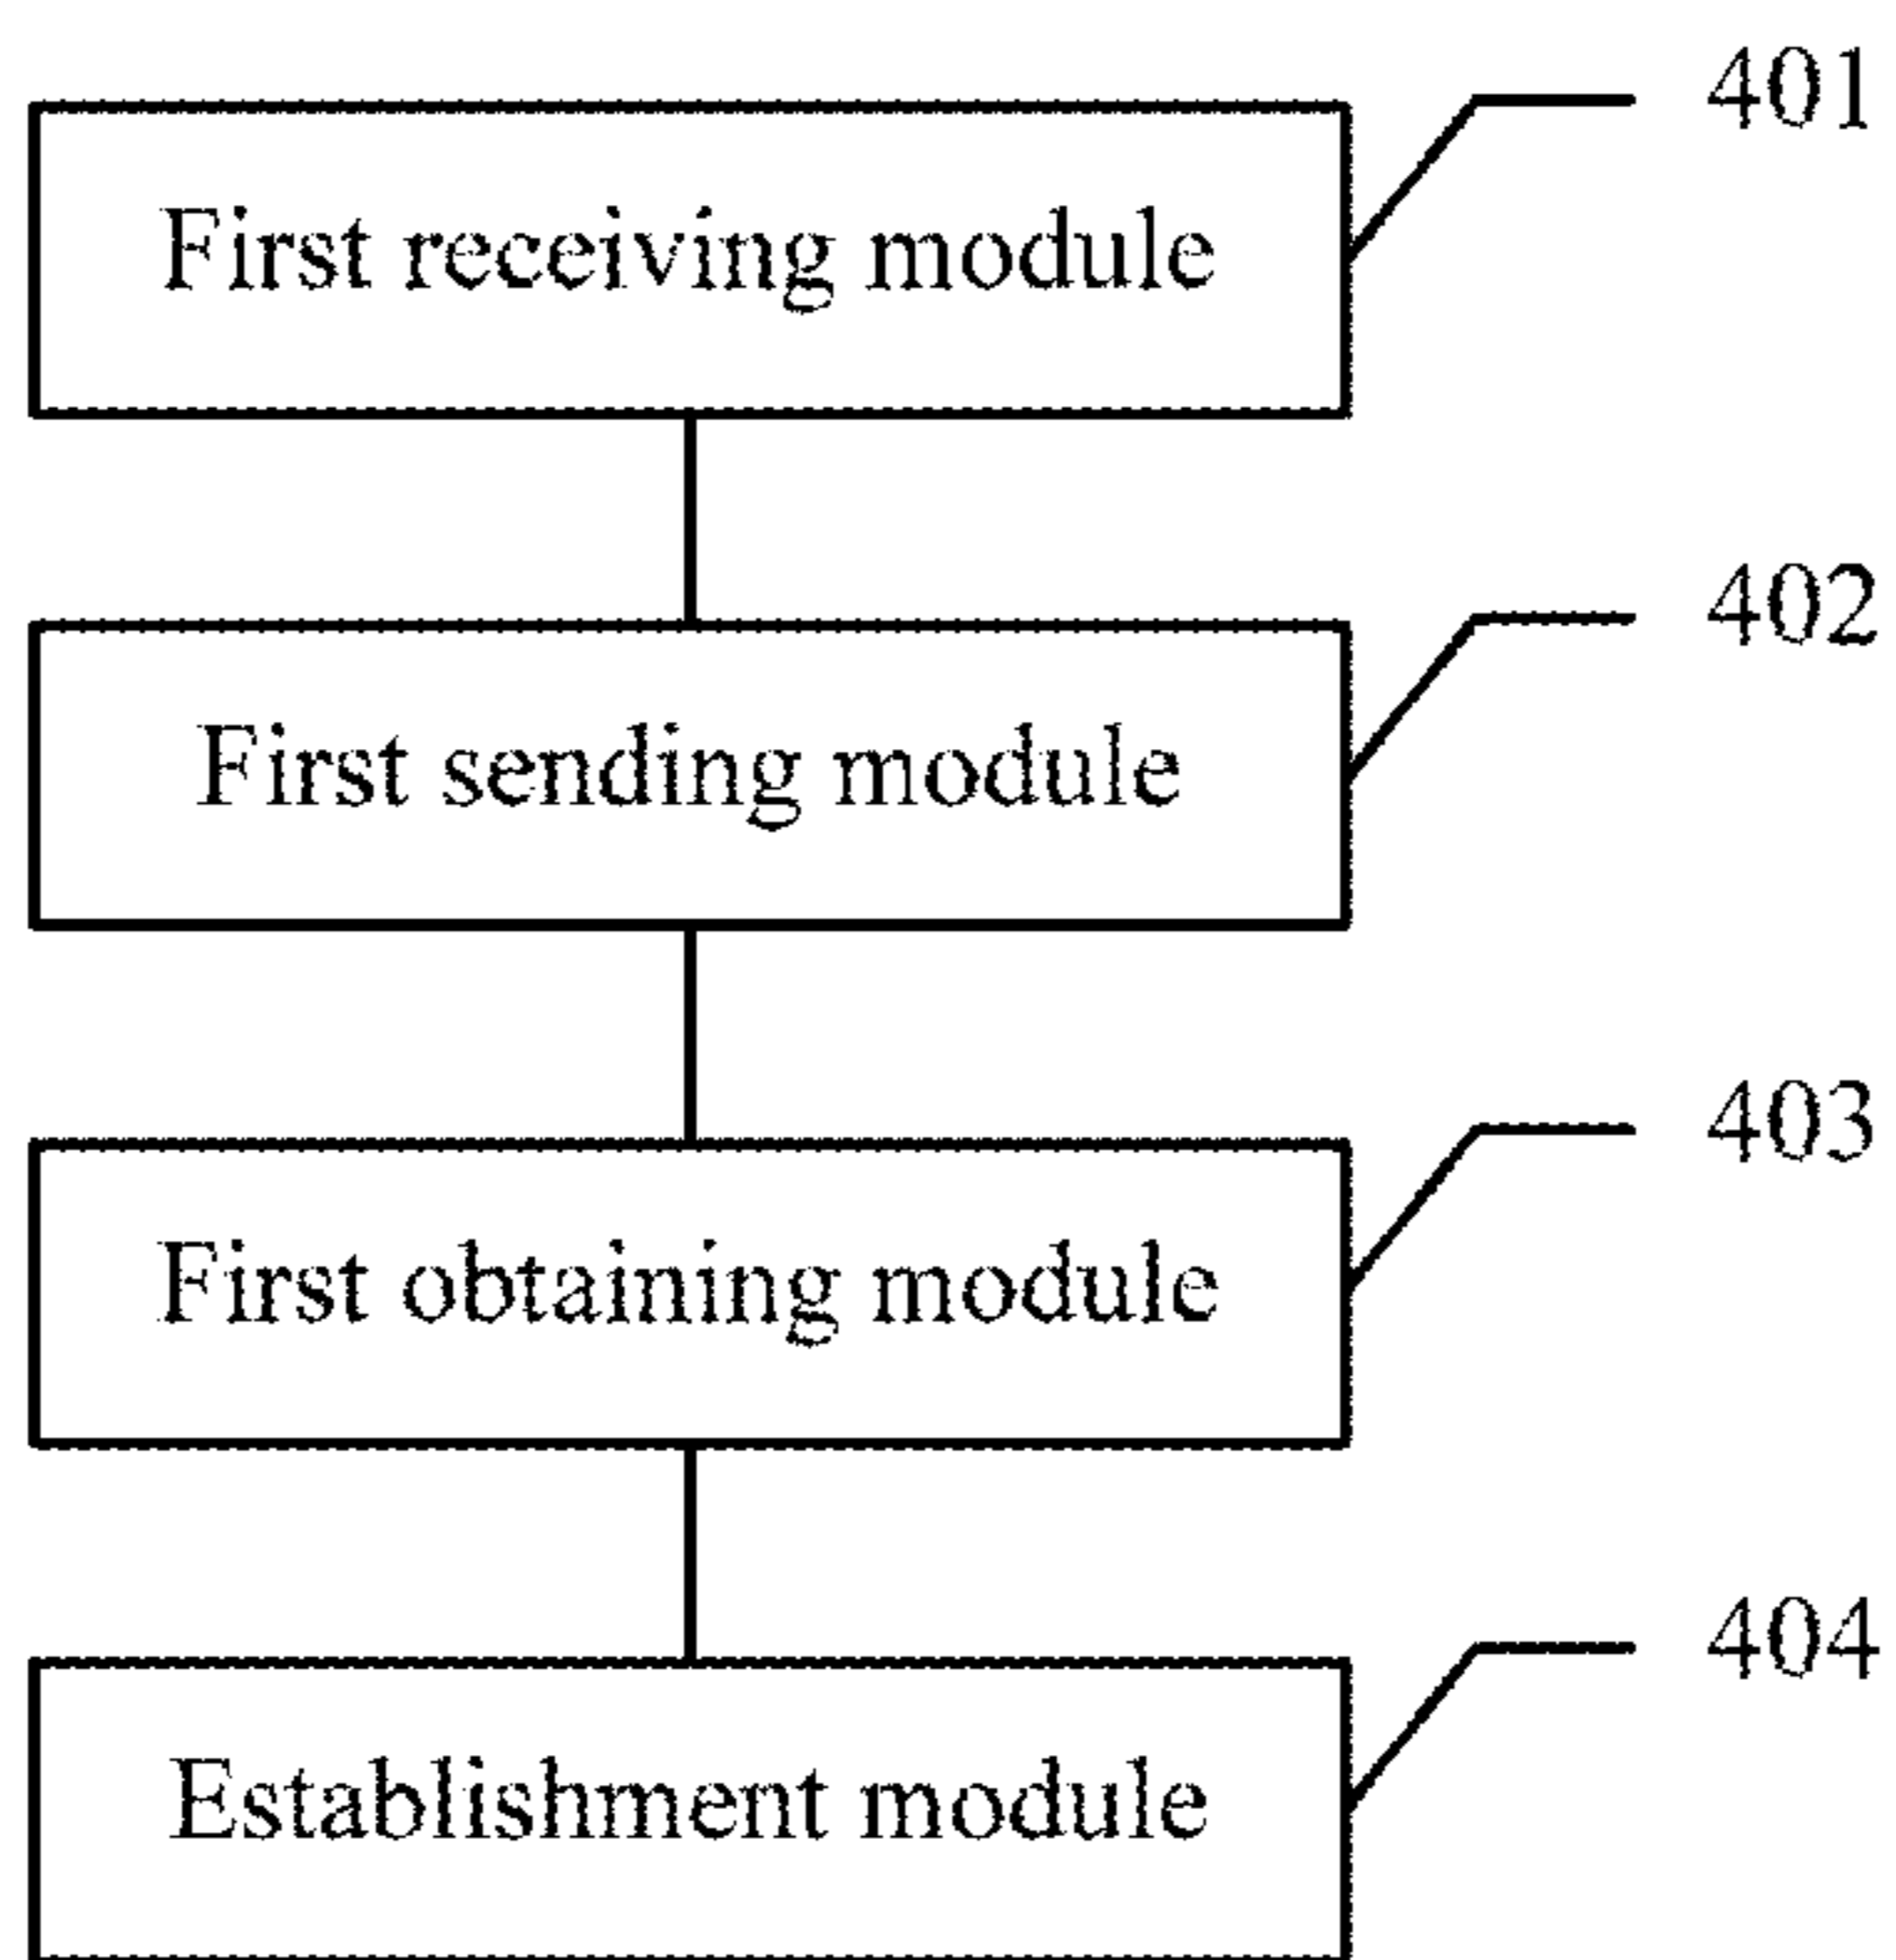 401
First receiving module
402
First sending module
403
First obtaining module
404
Establishment module